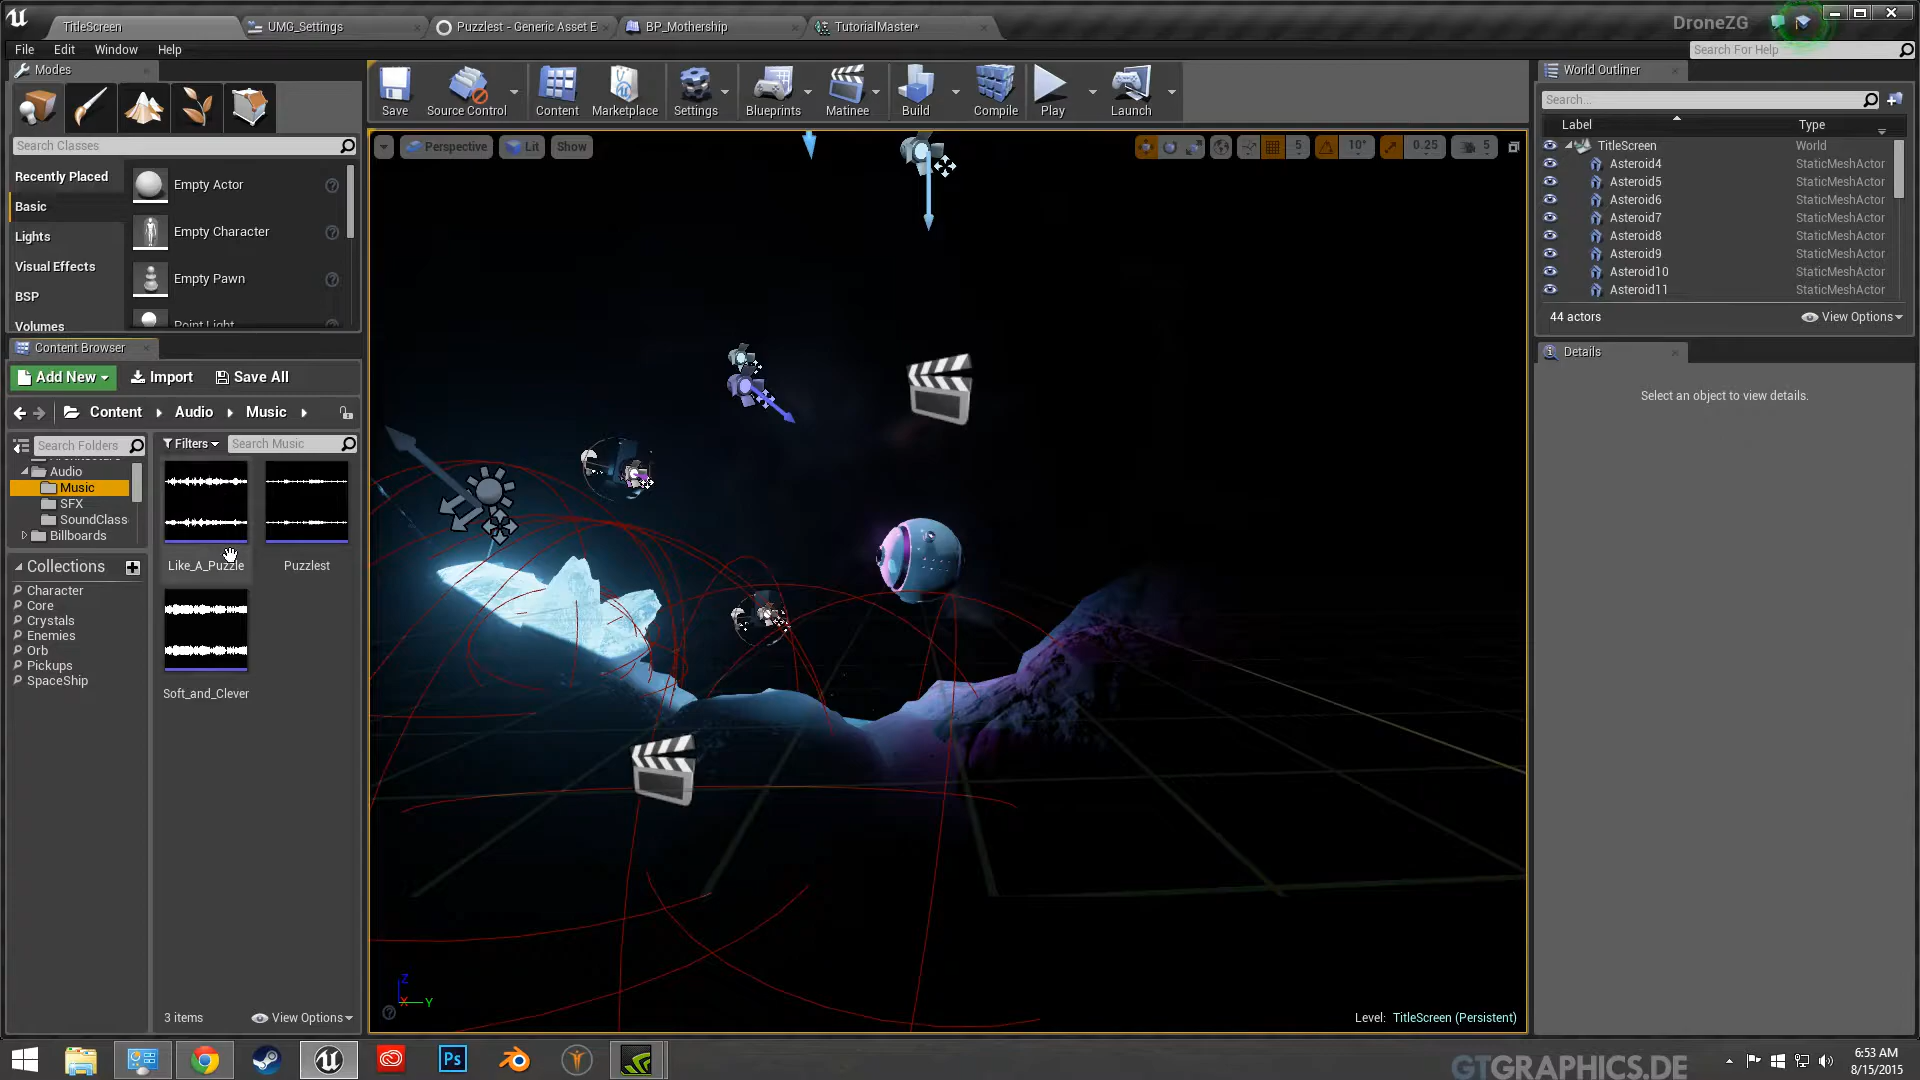 TitleScreen
UMG_Settings
Puzzlest - Generic Asset E
BP_Mothership
TutorialMaster*
DroneZG
File Edit Window Help
Search For Help
Modes
Save
Source Control
Content
Marketplace
Settings
Blueprints
Matinee
Build
Compile
Play
Launch
World Outliner
Search...
Label
Type
Search Classes
Perspective
Lit
Show
5
10°
0.25
5
TitleScreen World
Asteroid4 StaticMeshActor
Asteroid5 StaticMeshActor
Asteroid6 StaticMeshActor
Asteroid7 StaticMeshActor
Asteroid8 StaticMeshActor
Asteroid9 StaticMeshActor
Asteroid10 StaticMeshActor
Asteroid11 StaticMeshActor
44 actors
View Options
Recently Placed
Basic
Lights
Visual Effects
BSP
Volumes
Empty Actor
Empty Character
Empty Pawn
Point Light
Details
Select an object to view details.
Content Browser
Add New
Import
Save All
Content
Audio
Music
Search Folders
Filters
Search Music
Audio
Music
SFX
SoundClass
Billboards
Like_A_Puzzle
Puzzlest
Soft_and_Clever
Collections
Character
Core
Crystals
Enemies
Orb
Pickups
SpaceShip
Z
X
Y
3 items
View Options
Level: TitleScreen (Persistent)
Ps
GTGRAPHICS.DE
6:53 AM
8/15/2015